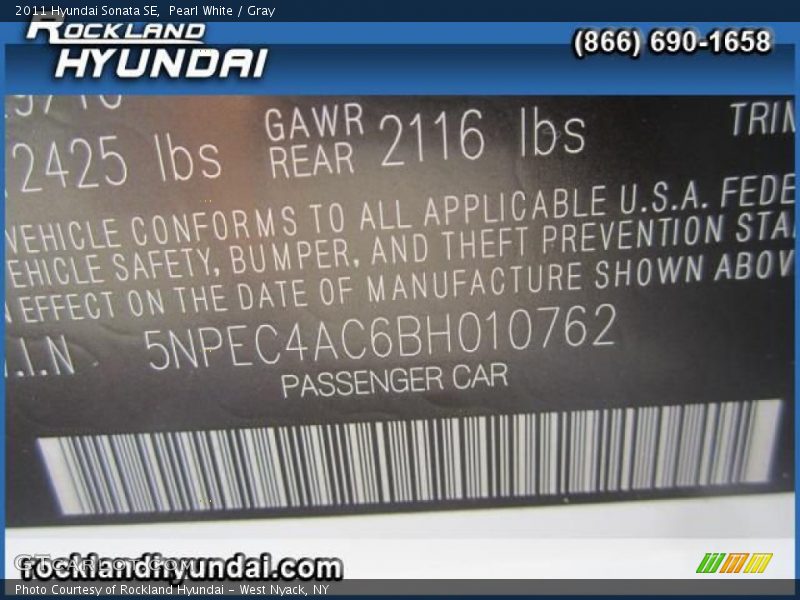 2011 Hyundai Sonata SE, Pearl White / Gray
ROCKLAND
HYUNDAI
(866) 690-1658
2425 lbs
GAWR
REAR
2116 lbs
TRIM
VEHICLE CONFORMS TO ALL APPLICABLE U.S.A. FEDE
EHICLE SAFETY, BUMPER, AND THEFT PREVENTION STA
EFFECT ON THE DATE OF MANUFACTURE SHOWN ABOV
.I.N 5NPEC4AC6BH010762
PASSENGER CAR
GTCARLOT.COM
rocklandhyundai.com
Photo Courtesy of Rockland Hyundai - West Nyack, NY